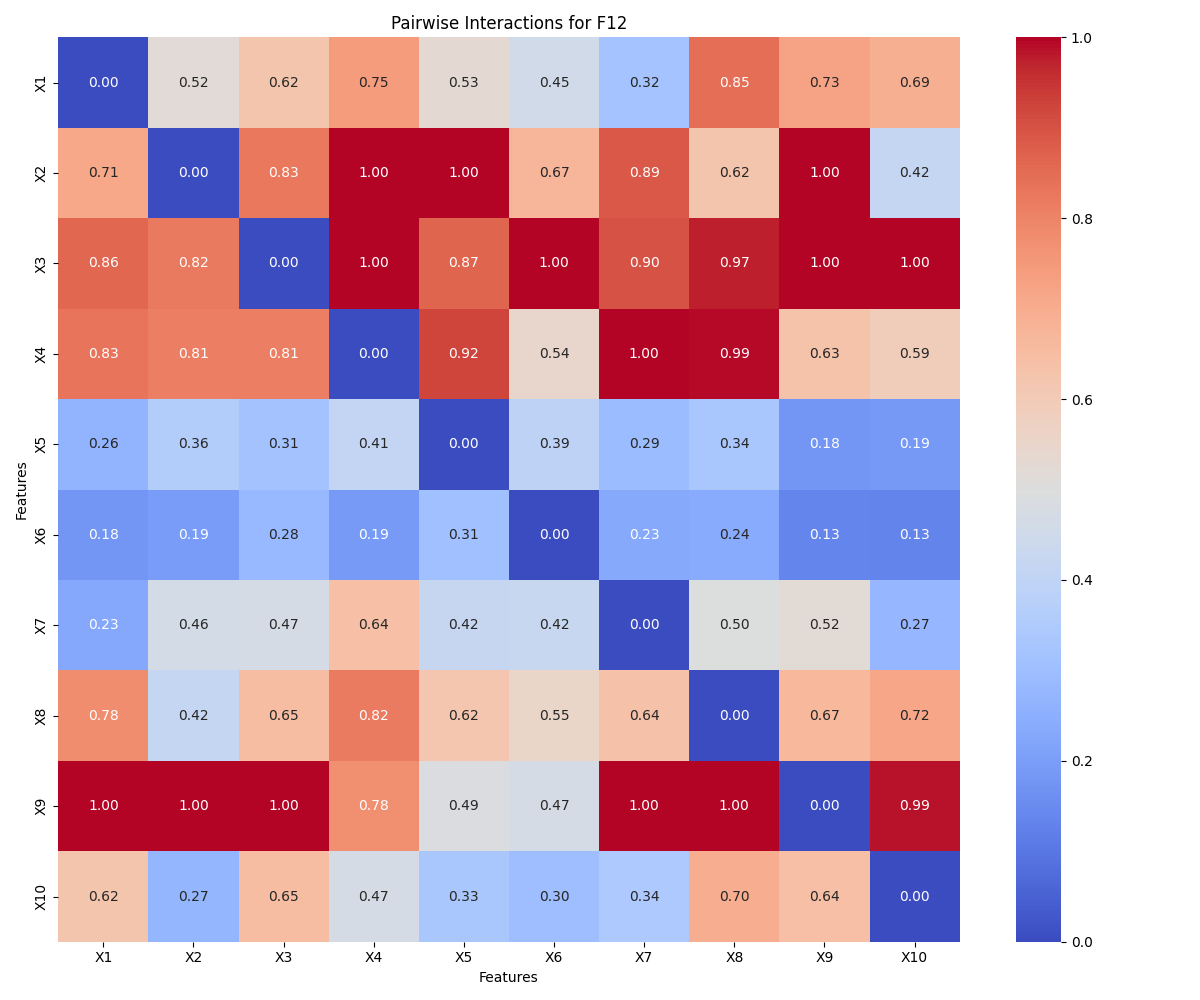 Pairwise Interactions for F12
X1 0.00 0.52 0.62 0.75 0.53 0.45 0.32 0.85 0.73 0.69
X2 0.71 0.00 0.83 1.00 1.00 0.67 0.89 0.62 1.00 0.42
X3 0.86 0.82 0.00 1.00 0.87 1.00 0.90 0.97 1.00 1.00
X4 0.83 0.81 0.81 0.00 0.92 0.54 1.00 0.99 0.63 0.59
X5 0.26 0.36 0.31 0.41 0.00 0.39 0.29 0.34 0.18 0.19
X6 0.18 0.19 0.28 0.19 0.31 0.00 0.23 0.24 0.13 0.13
X7 0.23 0.46 0.47 0.64 0.42 0.42 0.00 0.50 0.52 0.27
X8 0.78 0.42 0.65 0.82 0.62 0.55 0.64 0.00 0.67 0.72
X9 1.00 1.00 1.00 0.78 0.49 0.47 1.00 1.00 0.00 0.99
X10 0.62 0.27 0.65 0.47 0.33 0.30 0.34 0.70 0.64 0.00
X1 X2 X3 X4 X5 X6 X7 X8 X9 X10
Features
Features
1.0
0.8
0.6
0.4
0.2
0.0